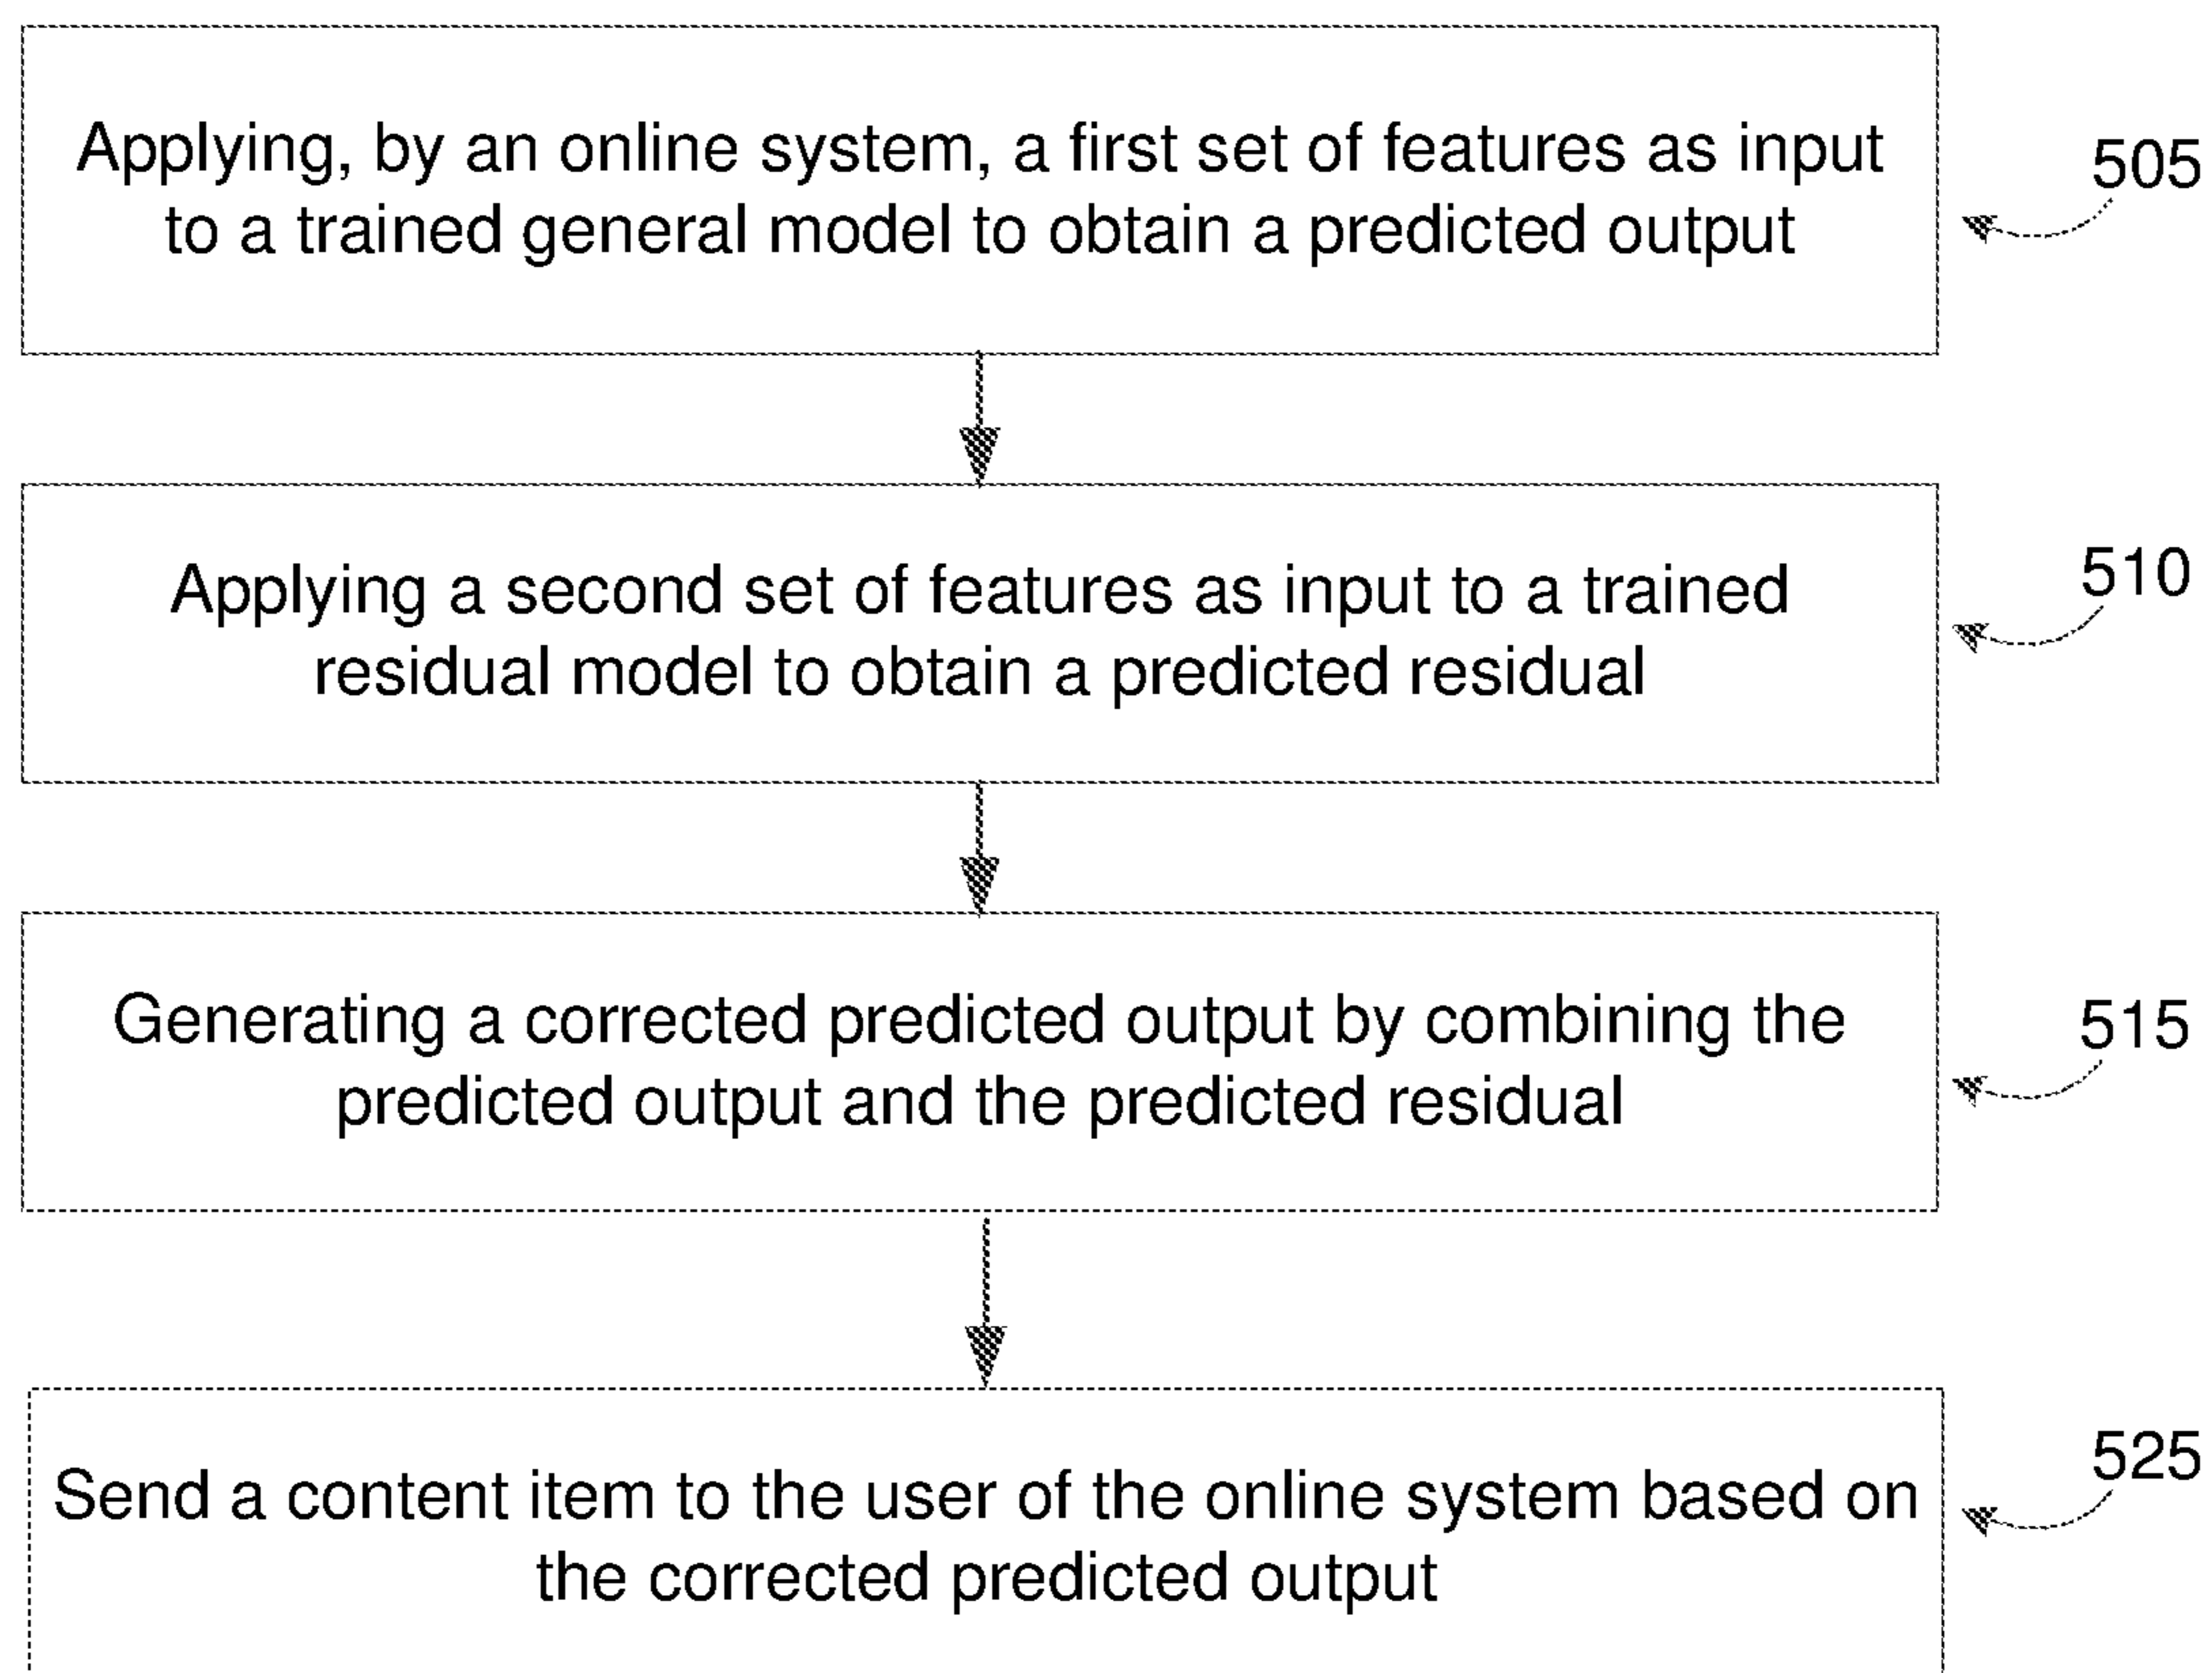 Applying, by an online system, a first set of features as input
to a trained general model to obtain a predicted output
505
Applying a second set of features as input to a trained
residual model to obtain a predicted residual
510
Generating a corrected predicted output by combining the
predicted output and the predicted residual
515
Send a content item to the user of the online system based on
the corrected predicted output
525